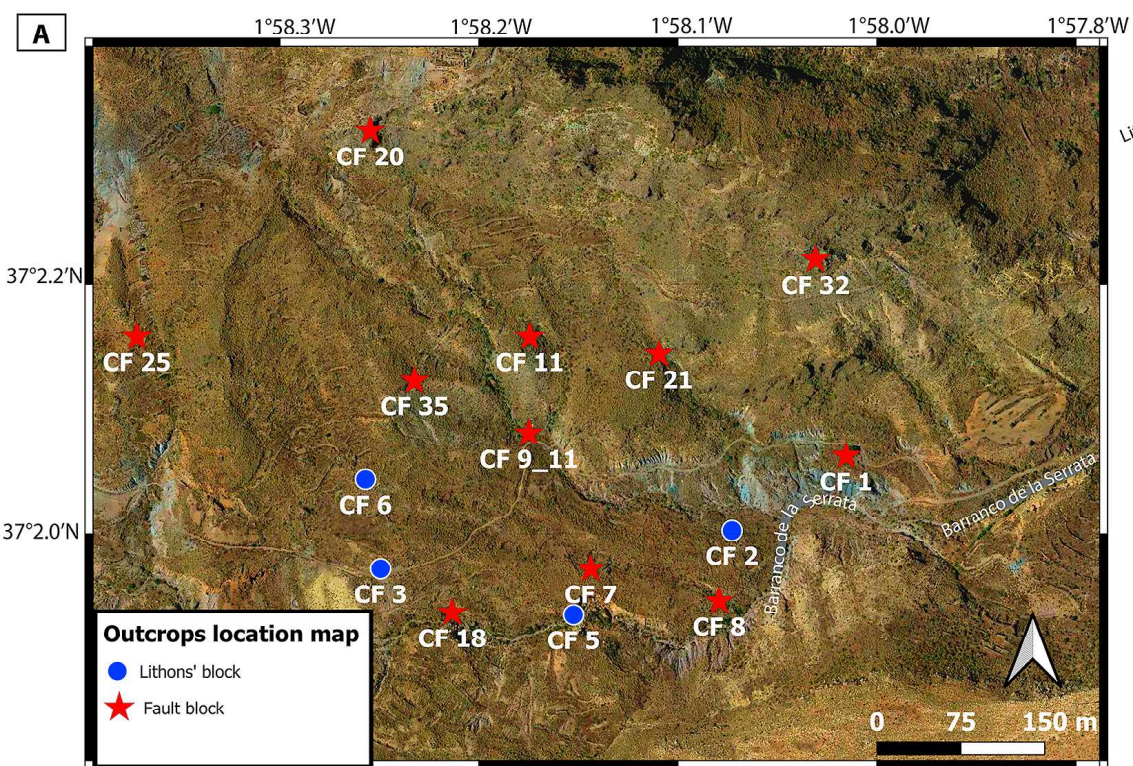 A
1°58.3′W
1°58.2′W
1°58.1′W
1°58.0′W
1°57.8′W
Li
CF 20
37°2.2′N
CF 32
CF 25
CF 11
CF 21
CF 35
CF 9_11
CF 1
CF 6
Barranco de la Serrata
Barranco de la Serrata
37°2.0′N
CF 2
CF 3
CF 7
CF 18
CF 5
CF 8
Outcrops location map
Lithons' block
Fault block
0 75 150 m